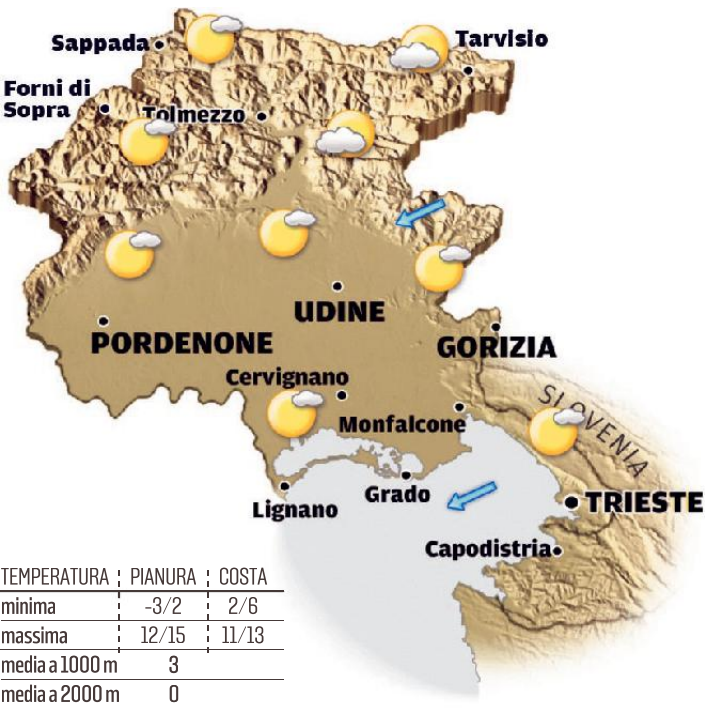 Sappada
Tarvisio
Forni di
Sopra
Tolmezzo
UDINE
PORDENONE
GORIZIA
Cervignano
SLOVENIA
Monfalcone
Grado
Lignano
TRIESTE
Capodistria
TEMPERATURA PIANURA COSTA
minima -3/2 2/6
massima 12/15 11/13
media a 1000 m 3
media a 2000 m 0